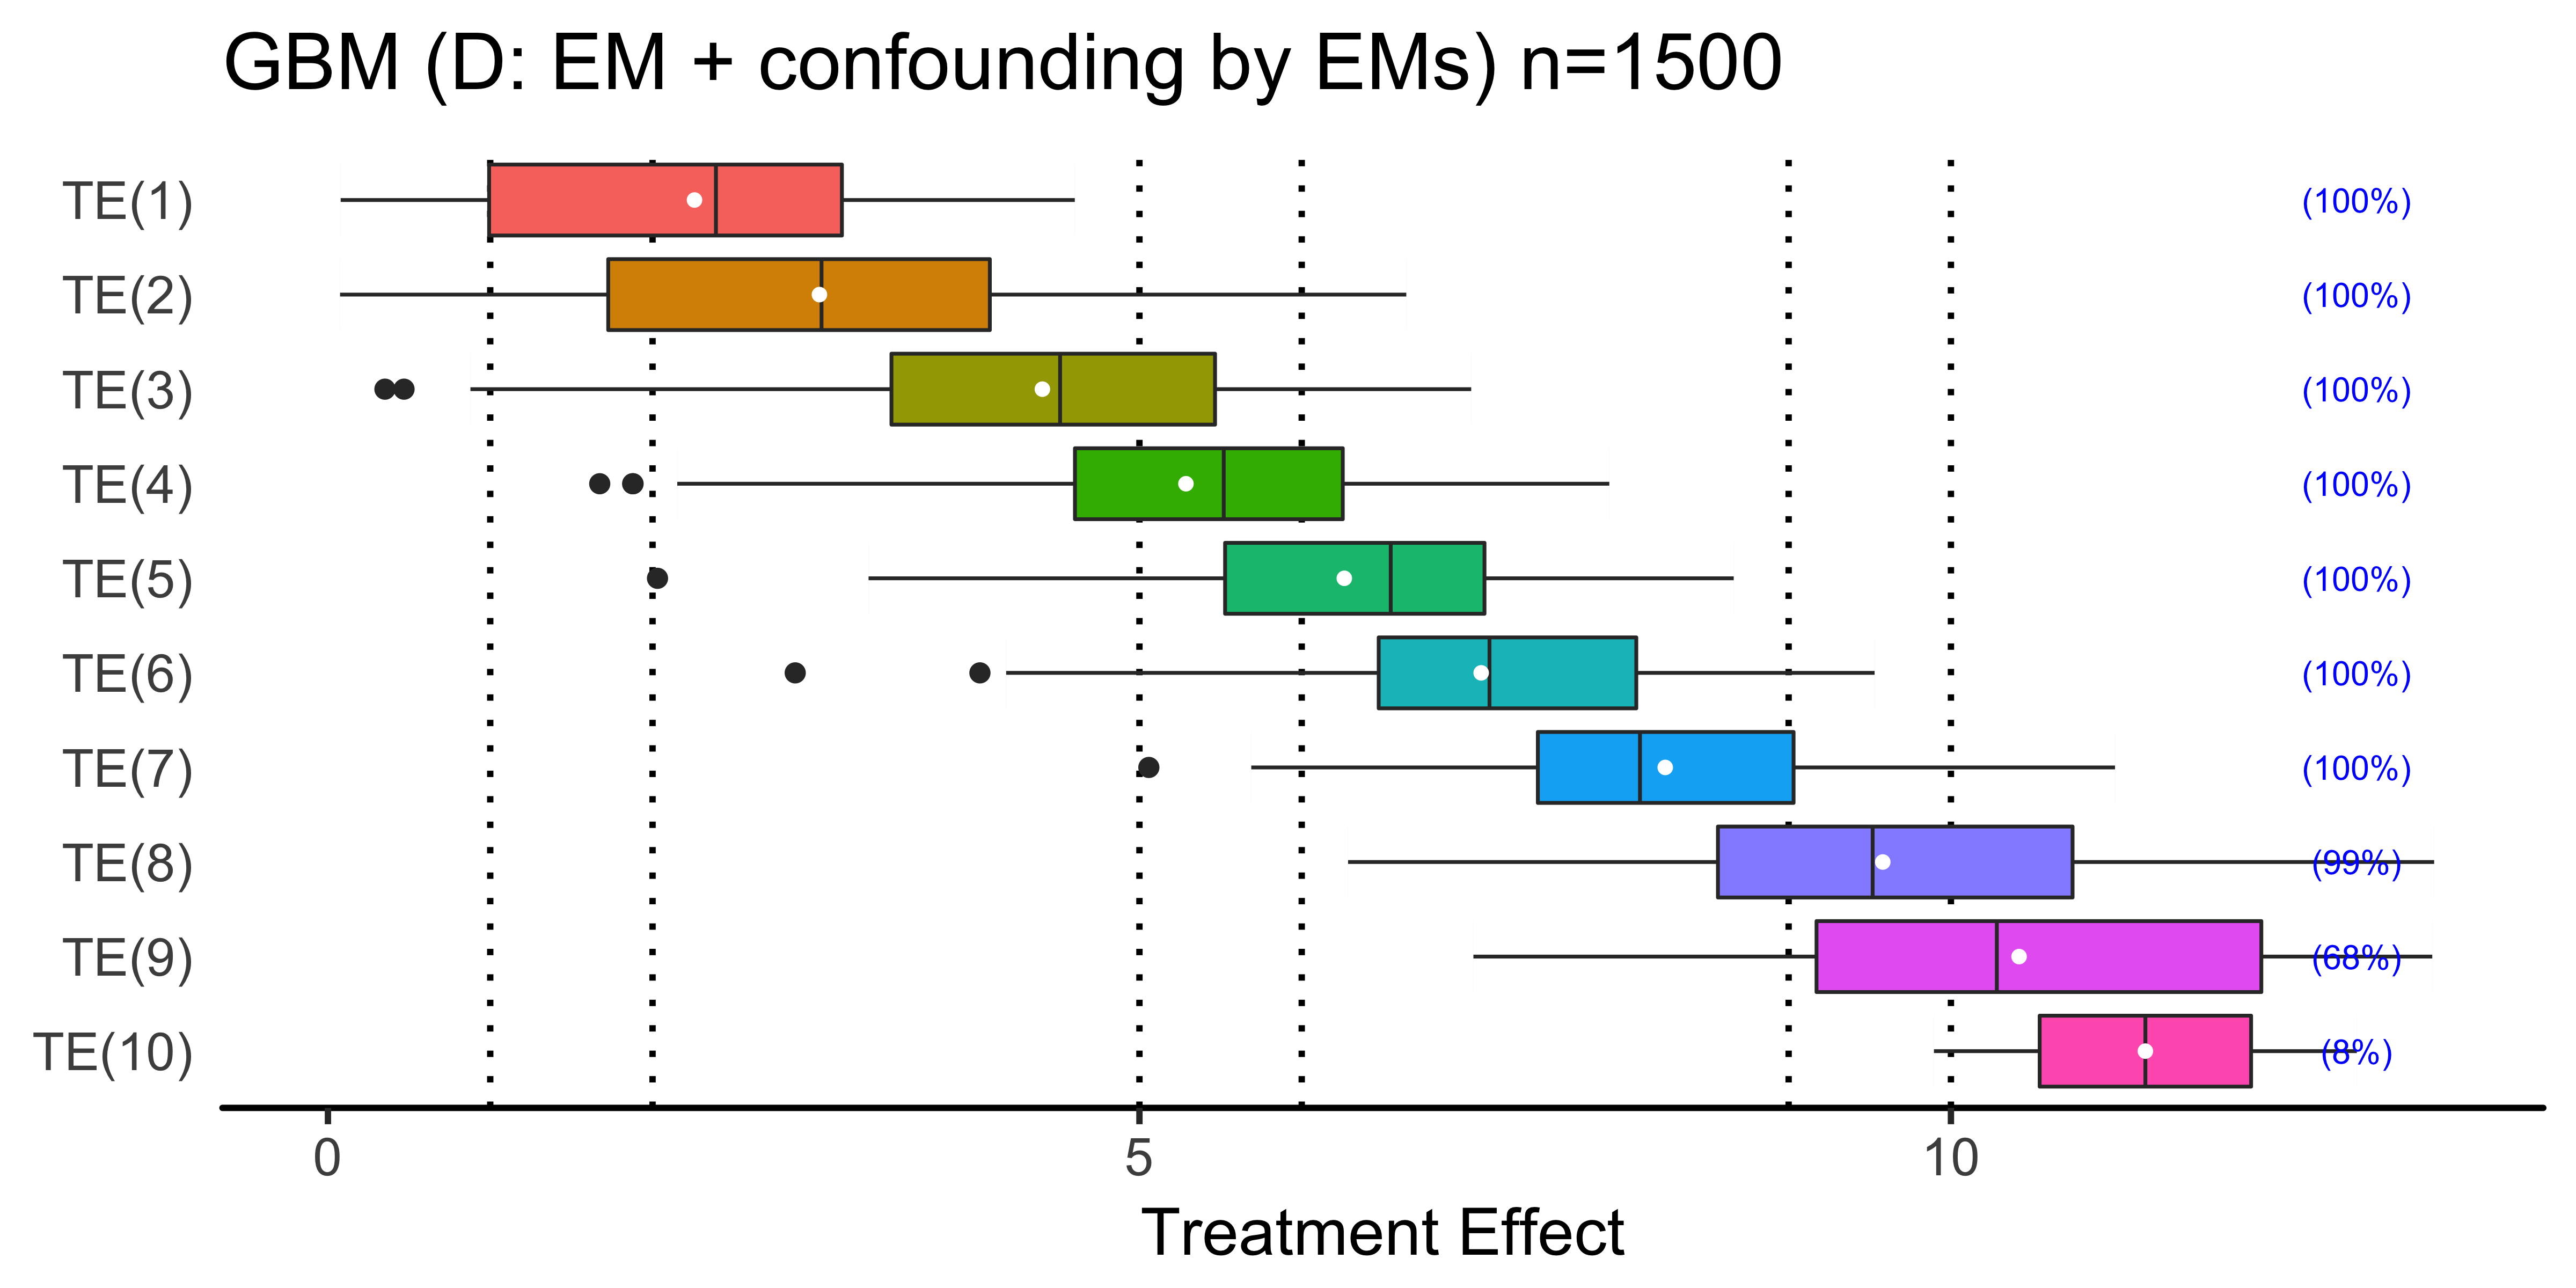 GBM (D: EM + confounding by EMs) n=1500
TE(1) (100%)
TE(2) (100%)
TE(3) (100%)
TE(4) (100%)
TE(5) (100%)
TE(6) (100%)
TE(7) (100%)
TE(8) (99%)
TE(9) (68%)
TE(10) (8%)
0 5 10
Treatment Effect